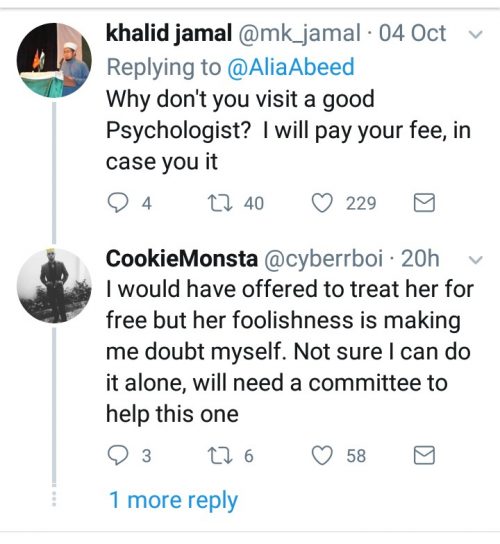 khalid jamal @mk_jamal · 04 Oct
Replying to @AliaAbeed
Why don't you visit a good
Psychologist?  I will pay your fee, in
case you it
4 40 229
CookieMonsta @cyberrboi · 20h
I would have offered to treat her for
free but her foolishness is making
me doubt myself. Not sure I can do
it alone, will need a committee to
help this one
3 6 58
1 more reply